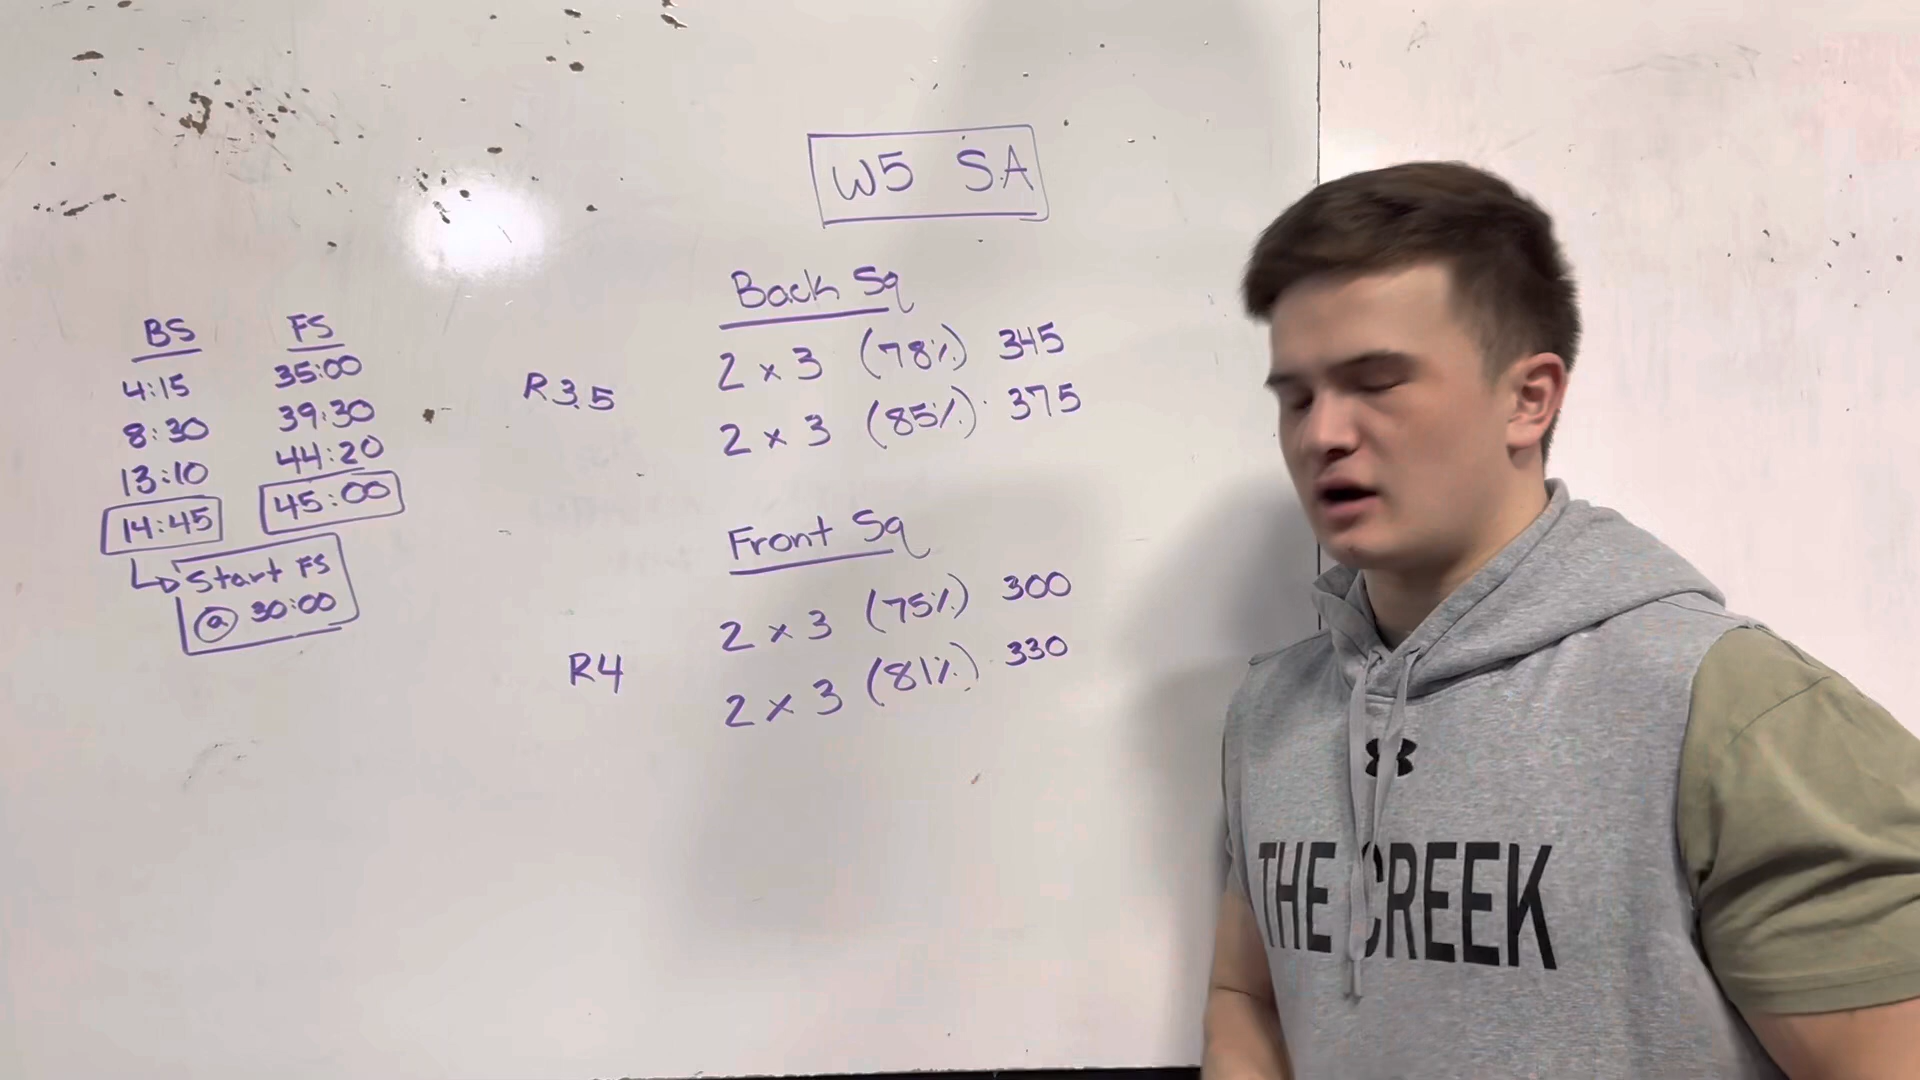 W5 SA
BS
4:15
8:30
13:10
14:45
Start FS
@ 30:00
FS
35:00
39:30
44:20
45:00
R3.5
Back Sq
2 x 3 (78%) 345
2 x 3 (85%) 375
R4
Front Sq
2 x 3 (75%) 300
2 x 3 (81%) 330
THE CREEK